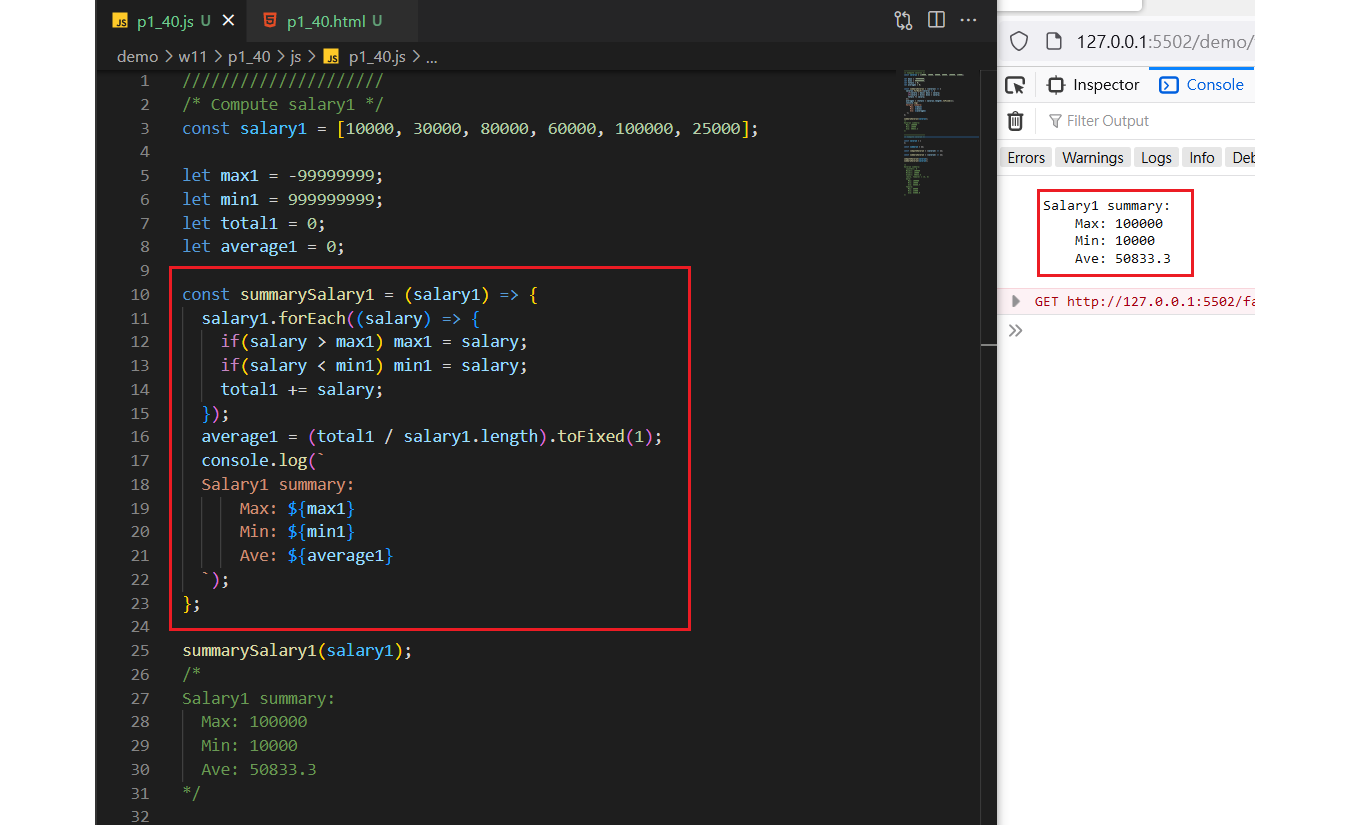 p1_40.js U
p1_40.html U
demo > w11 > p1_40 > js > JS p1_40.js > ...
1 /////////////////////
2 /* Compute salary1 */
3 const salary1 = [10000, 30000, 80000, 60000, 100000, 25000];
4
5 let max1 = -99999999;
6 let min1 = 999999999;
7 let total1 = 0;
8 let average1 = 0;
9
10 const summarySalary1 = (salary1) => {
11 salary1.forEach((salary) => {
12 if(salary > max1) max1 = salary;
13 if(salary < min1) min1 = salary;
14 total1 += salary;
15 });
16 average1 = (total1 / salary1.length).toFixed(1);
17 console.log(`
18 Salary1 summary:
19 Max: ${max1}
20 Min: ${min1}
21 Ave: ${average1}
22 `);
23 };
24
25 summarySalary1(salary1);
26 /*
27 Salary1 summary:
28 Max: 100000
29 Min: 10000
30 Ave: 50833.3
31 */
32
127.0.0.1:5502/demo/
Inspector Console
Filter Output
Errors Warnings Logs Info Deb
Salary1 summary:
Max: 100000
Min: 10000
Ave: 50833.3
GET http://127.0.0.1:5502/fa